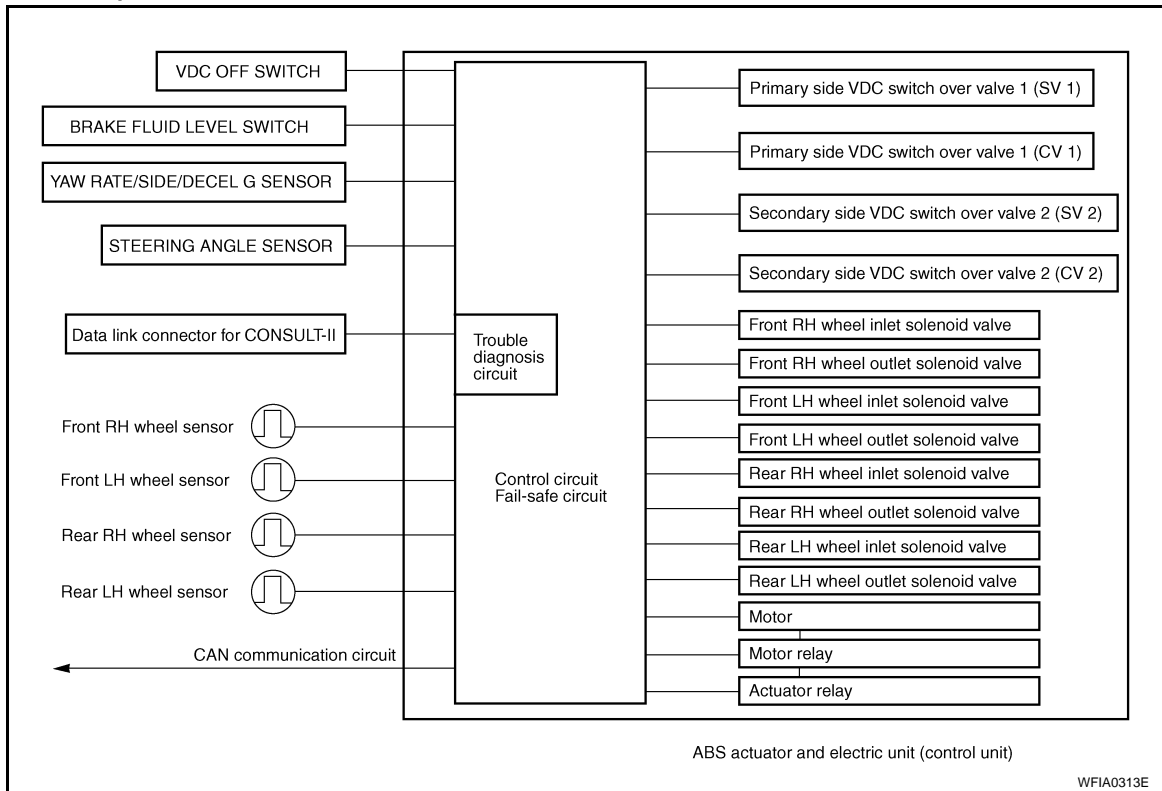 VDC OFF SWITCH
BRAKE FLUID LEVEL SWITCH
YAW RATE/SIDE/DECEL G SENSOR
STEERING ANGLE SENSOR
Data link connector for CONSULT-II
Front RH wheel sensor
Front LH wheel sensor
Rear RH wheel sensor
Rear LH wheel sensor
CAN communication circuit
Trouble
diagnosis
circuit
Control circuit
Fail-safe circuit
Primary side VDC switch over valve 1 (SV 1)
Primary side VDC switch over valve 1 (CV 1)
Secondary side VDC switch over valve 2 (SV 2)
Secondary side VDC switch over valve 2 (CV 2)
Front RH wheel inlet solenoid valve
Front RH wheel outlet solenoid valve
Front LH wheel inlet solenoid valve
Front LH wheel outlet solenoid valve
Rear RH wheel inlet solenoid valve
Rear RH wheel outlet solenoid valve
Rear LH wheel inlet solenoid valve
Rear LH wheel outlet solenoid valve
Motor
Motor relay
Actuator relay
ABS actuator and electric unit (control unit)
WFIA0313E